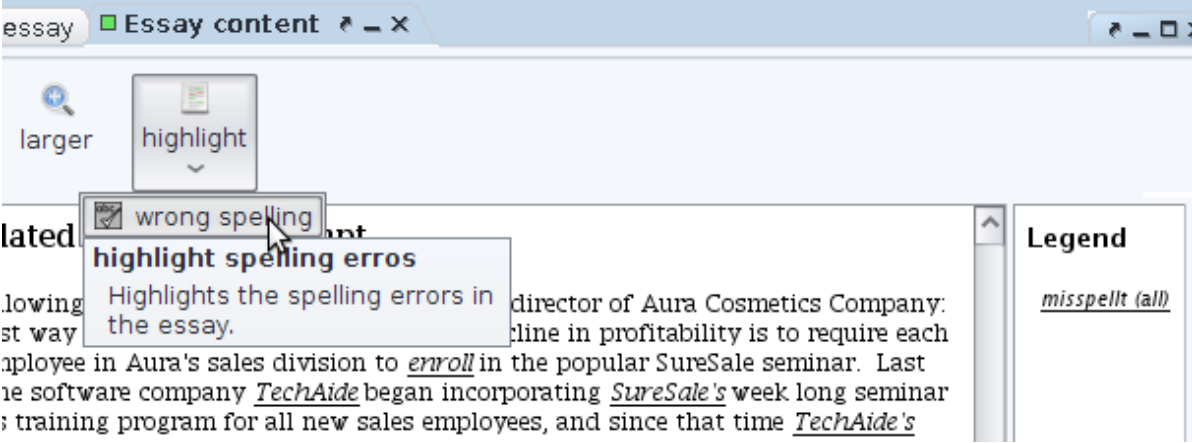 essay Essay content
larger
highlight
wrong spelling
lated
highlight spelling erros
Highlights the spelling errors in
the essay.
Legend
misspellt (all)
lowing director of Aura Cosmetics Company:
st way cline in profitability is to require each
mployee in Aura's sales division to enroll in the popular SureSale seminar. Last
he software company TechAide began incorporating SureSale's week long seminar
s training program for all new sales employees, and since that time TechAide's